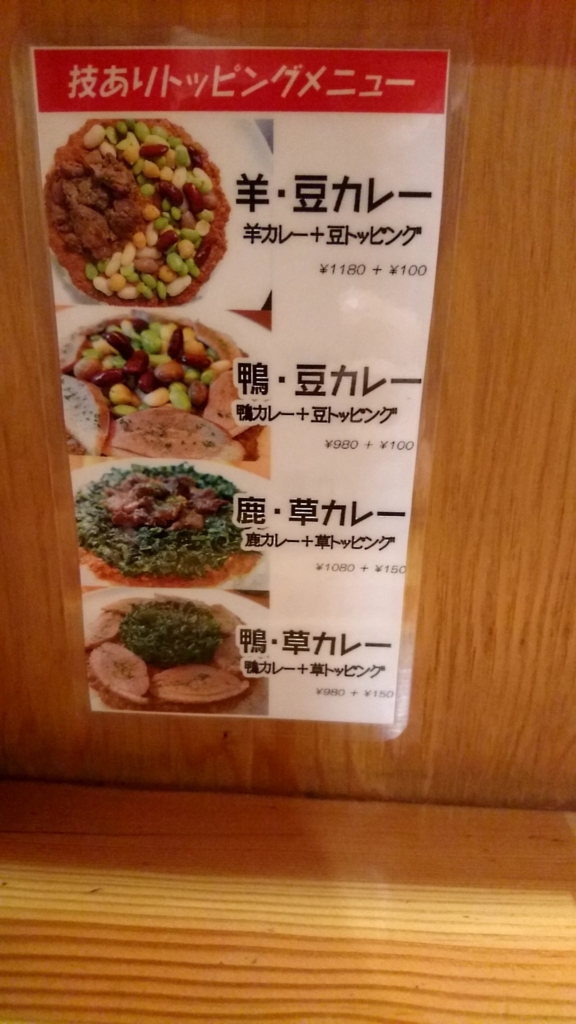 技ありトッピングメニュー
羊・豆カレー
羊カレー＋豆トッピング
¥1180 + ¥100
鴨・豆カレー
鴨カレー＋豆トッピング
¥980 + ¥100
鹿・草カレー
鹿カレー＋草トッピング
¥1080 + ¥150
鴨・草カレー
鴨カレー＋草トッピング
¥980 + ¥150